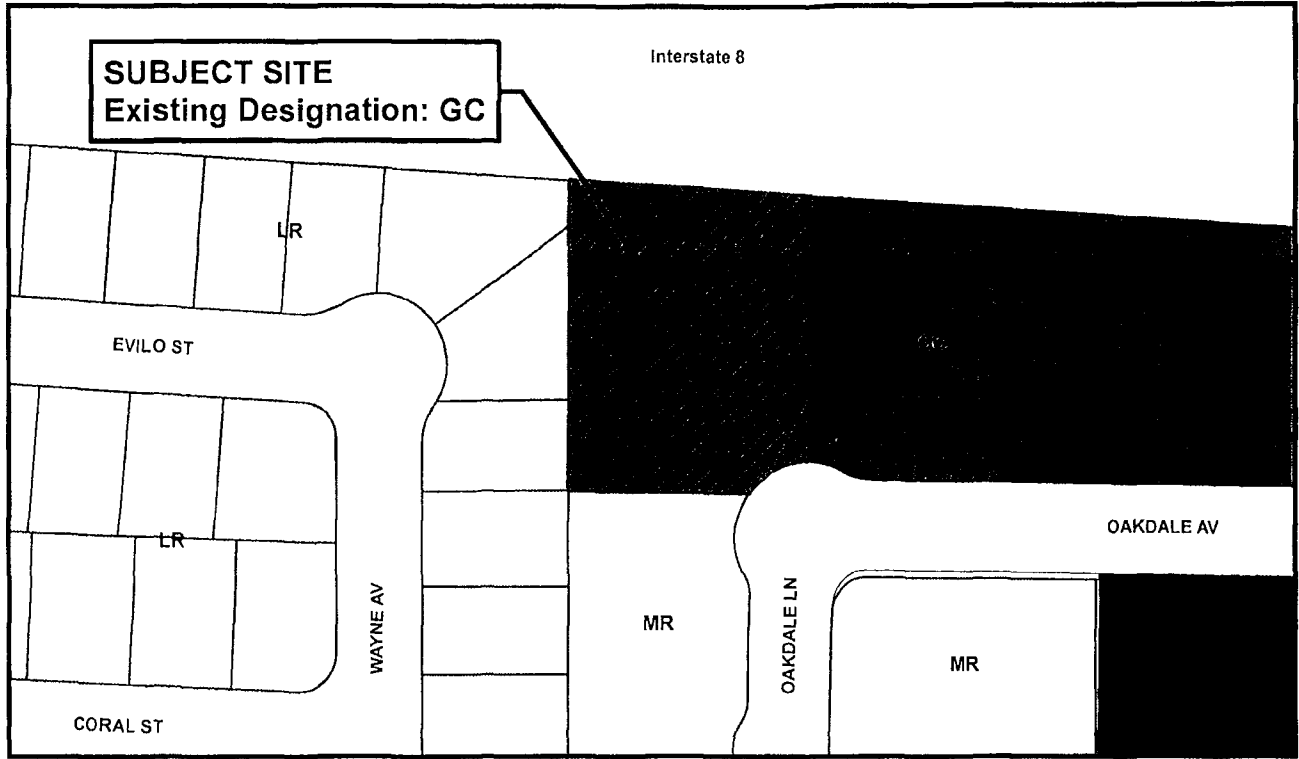 Interstate 8
SUBJECT SITE
Existing Designation: GC
LR
EVILO ST
LR
WAYNE AV
CORAL ST
MR
OAKDALE LN
OAKDALE AV
MR